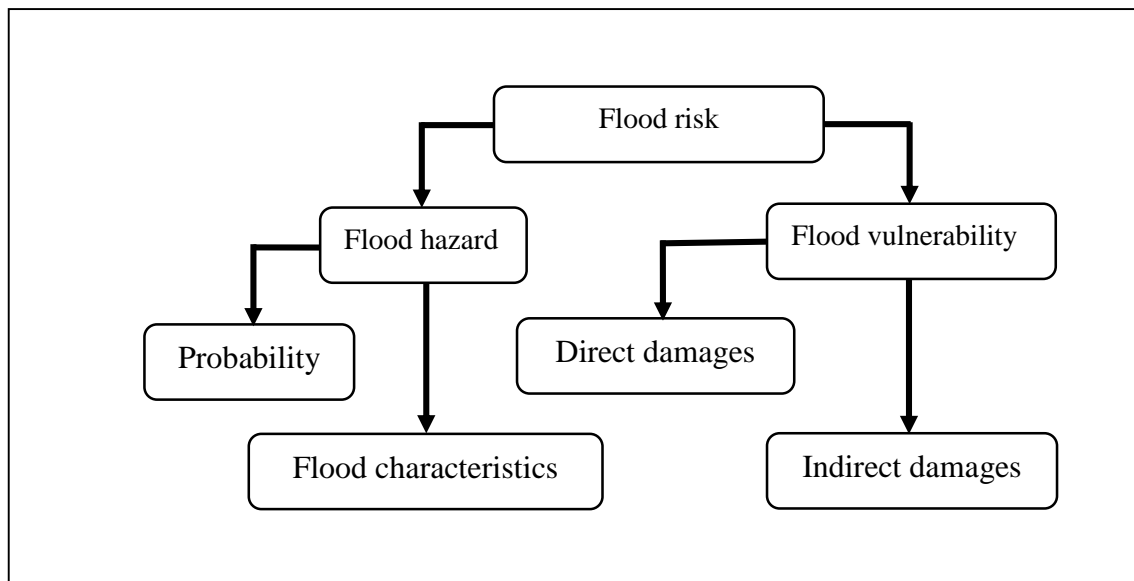 Flood risk
Flood hazard
Flood vulnerability
Probability
Direct damages
Flood characteristics
Indirect damages